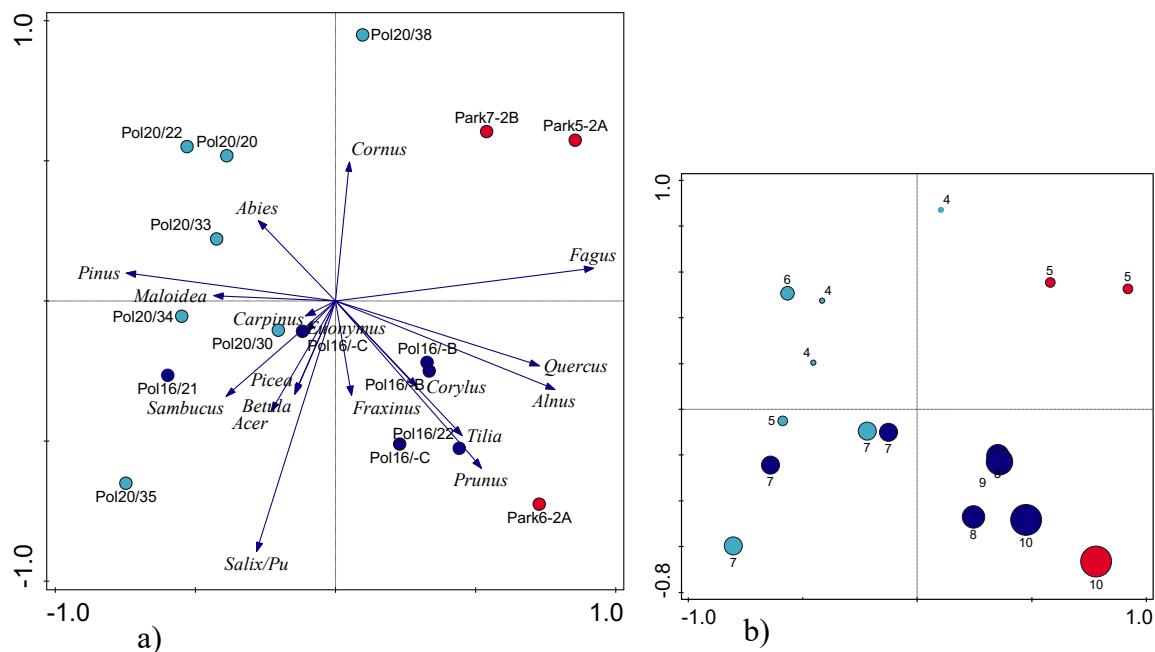 1.0
Pol20/38
Park7-2B
Park5-2A
Pol20/22
Pol20/20
Cornus
Abies
Pol20/33
Fagus
Pinus
Maloidea
Carpinus
Pol20/34
Euonymus
Pol20/30
Pol16/-C
Pol16/-B
Quercus
Pol16/21
Picea
Pol16/-B
Corylus
Alnus
Sambucus
Betula
Fraxinus
Acer
Pol16/22
Tilia
Pol16/-C
Prunus
Pol20/35
Park6-2A
Salix/Pu
-1.0
-1.0
1.0
a)
1.0
4
5
5
6
4
4
5
7
7
7
9
8
10
7
10
-0.8
-1.0
1.0
b)